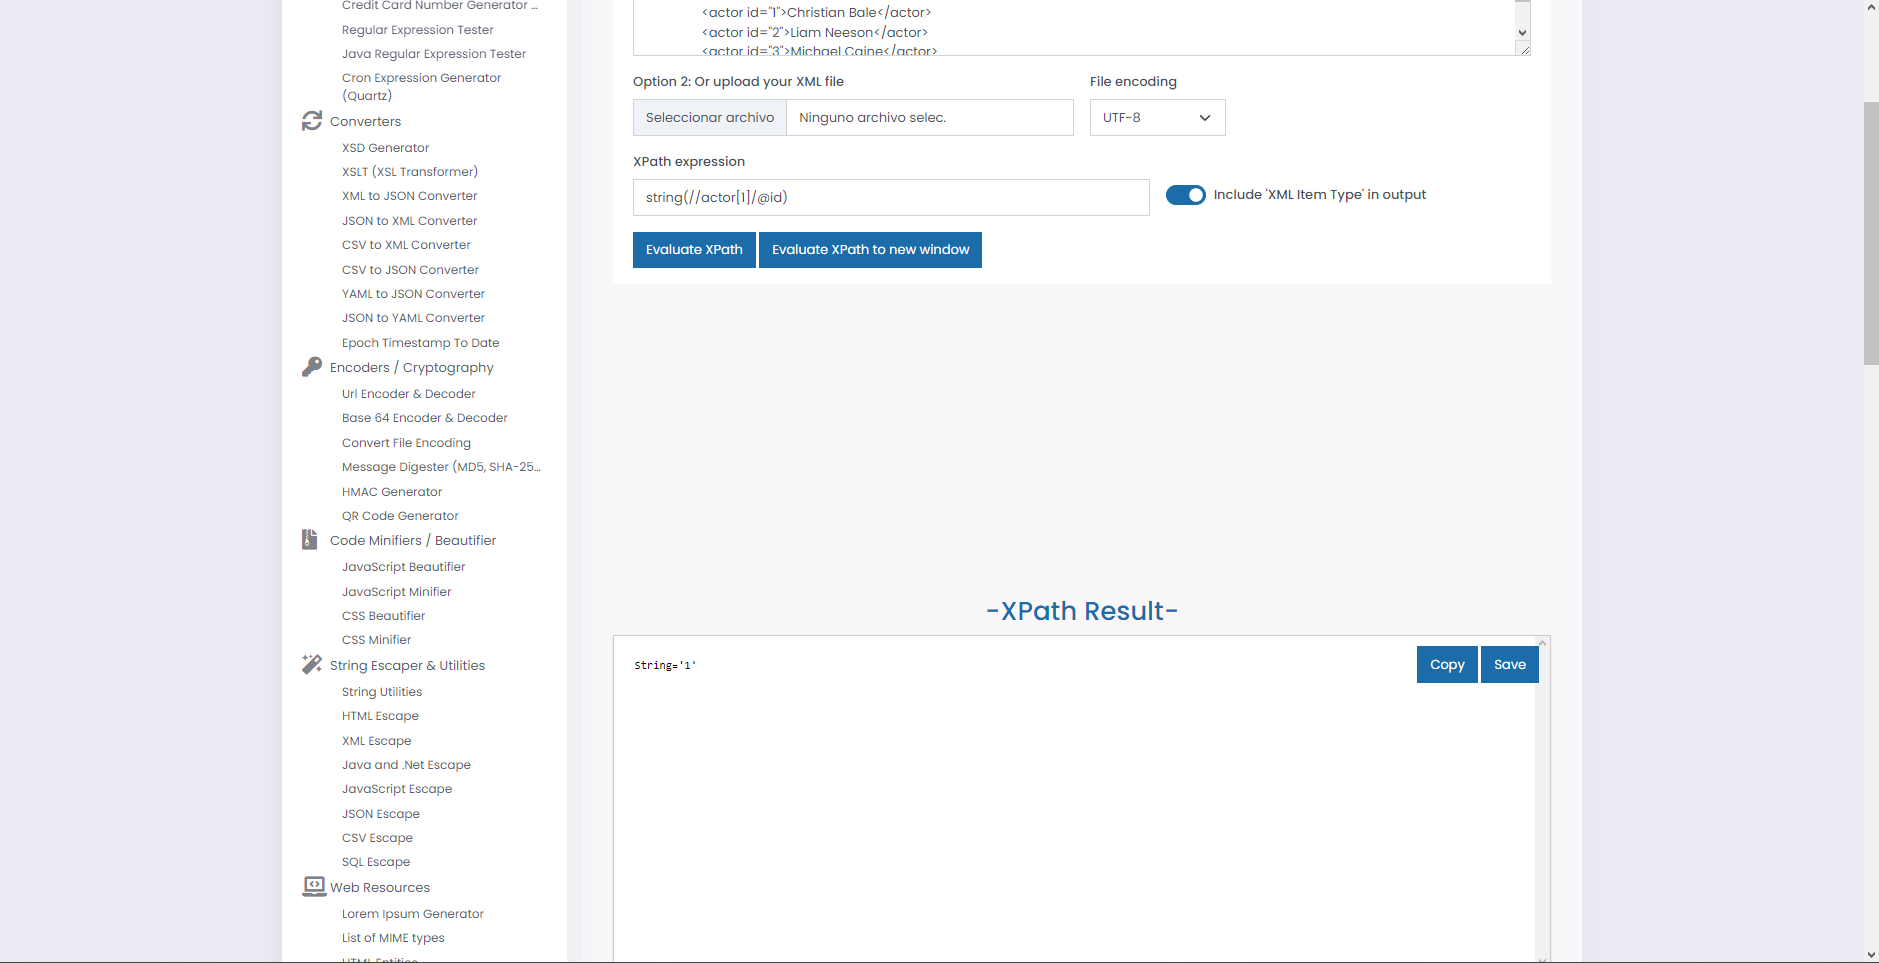 Credit Card Number Generator ...
Regular Expression Tester
Java Regular Expression Tester
Cron Expression Generator
(Quartz)
Converters
XSD Generator
XSLT (XSL Transformer)
XML to JSON Converter
JSON to XML Converter
CSV to XML Converter
CSV to JSON Converter
YAML to JSON Converter
JSON to YAML Converter
Epoch Timestamp To Date
Encoders / Cryptography
Url Encoder & Decoder
Base 64 Encoder & Decoder
Convert File Encoding
Message Digester (MD5, SHA-25...
HMAC Generator
QR Code Generator
Code Minifiers / Beautifier
JavaScript Beautifier
JavaScript Minifier
CSS Beautifier
CSS Minifier
String Escaper & Utilities
String Utilities
HTML Escape
XML Escape
Java and .Net Escape
JavaScript Escape
JSON Escape
CSV Escape
SQL Escape
Web Resources
Lorem Ipsum Generator
List of MIME types
HTML Entities
<actor id="1">Christian Bale</actor>
<actor id="2">Liam Neeson</actor>
<actor id="3">Michael Caine</actor>
Option 2: Or upload your XML file
File encoding
Seleccionar archivo
Ninguno archivo selec.
UTF-8
XPath expression
string(//actor[1]/@id)
Include 'XML Item Type' in output
Evaluate XPath
Evaluate XPath to new window
-XPath Result-
String='1'
Copy
Save